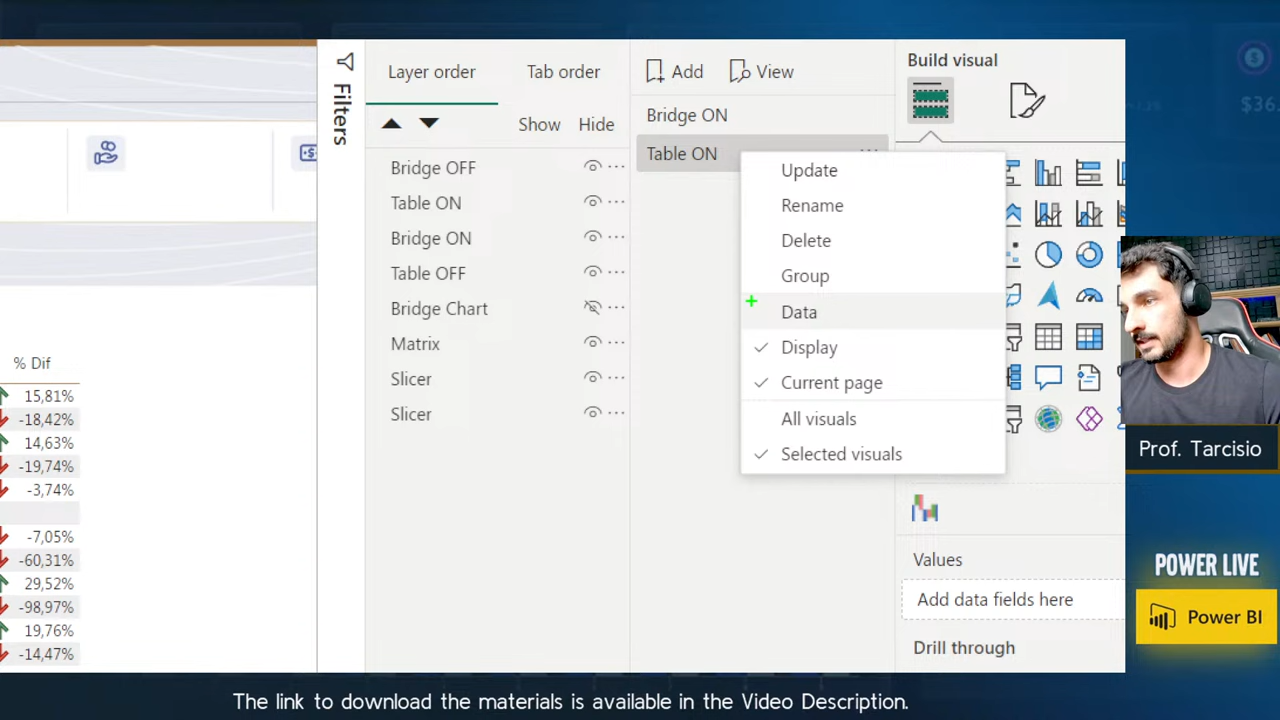 Filters
Layer order
Tab order
Show
Hide
Bridge OFF
Table ON
Bridge ON
Table OFF
Bridge Chart
Matrix
Slicer
Slicer
Add
View
Bridge ON
Table ON
Update
Rename
Delete
Group
Data
Display
Current page
All visuals
Selected visuals
Build visual
Values
Add data fields here
Drill through
% Dif
15,81%
-18,42%
14,63%
-19,74%
-3,74%
-7,05%
-60,31%
29,52%
-98,97%
19,76%
-14,47%
$36.
Prof. Tarcisio
POWER LIVE
Power BI
The link to download the materials is available in the Video Description.